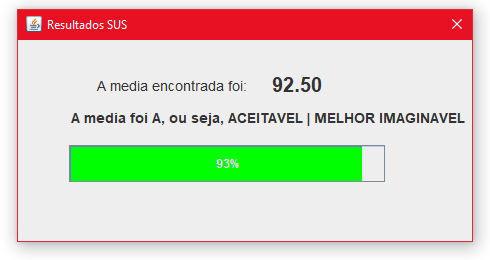 Resultados SUS
A media encontrada foi: 92.50
A media foi A, ou seja, ACEITAVEL | MELHOR IMAGINAVEL
93%